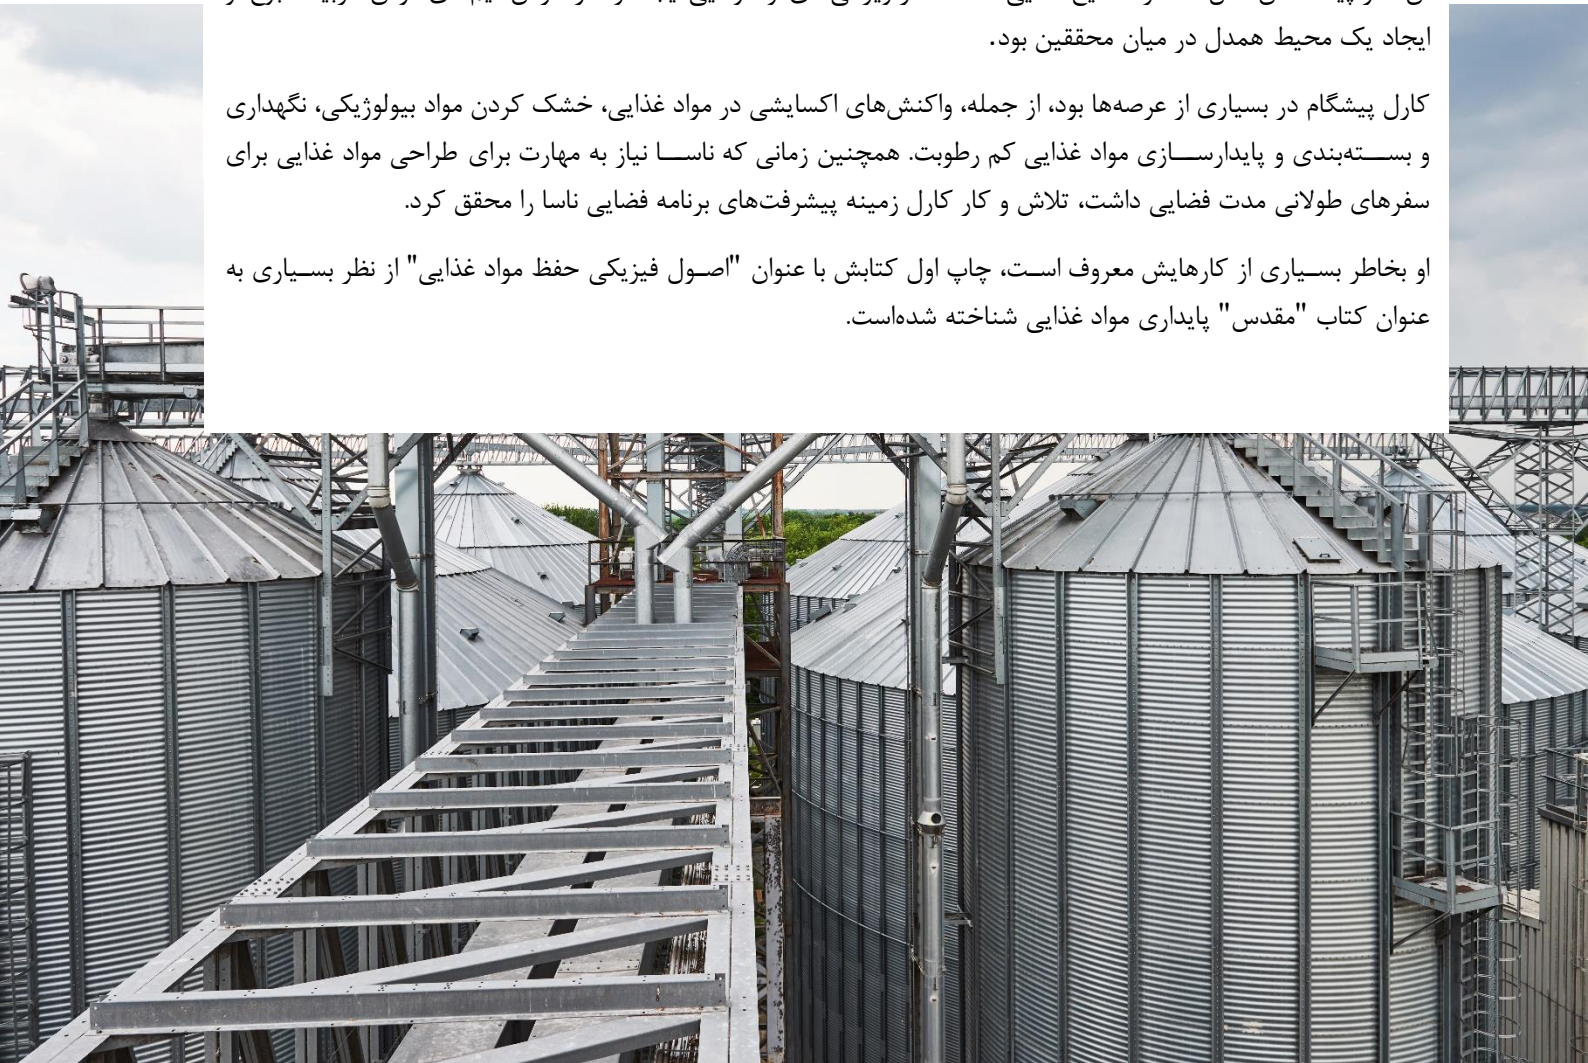 ایجاد یک محیط همدل در میان محققین بود.
کارل پیشگام در بسیاری از عرصه‌ها بود، از جمله، واکنش‌های اکسایشی در مواد غذایی، خشک کردن مواد بیولوژیکی، نگهداری
و بسته‌بندی و پایدارسازی مواد غذایی کم رطوبت. همچنین زمانی که ناسا نیاز به مهارت برای طراحی مواد غذایی برای
سفرهای طولانی مدت فضایی داشت، تلاش و کار کارل زمینه پیشرفت‌های برنامه فضایی ناسا را محقق کرد.
او بخاطر بسیاری از کارهایش معروف است، چاپ اول کتابش با عنوان "اصول فیزیکی حفظ مواد غذایی" از نظر بسیاری به
عنوان کتاب "مقدس" پایداری مواد غذایی شناخته شده‌است.